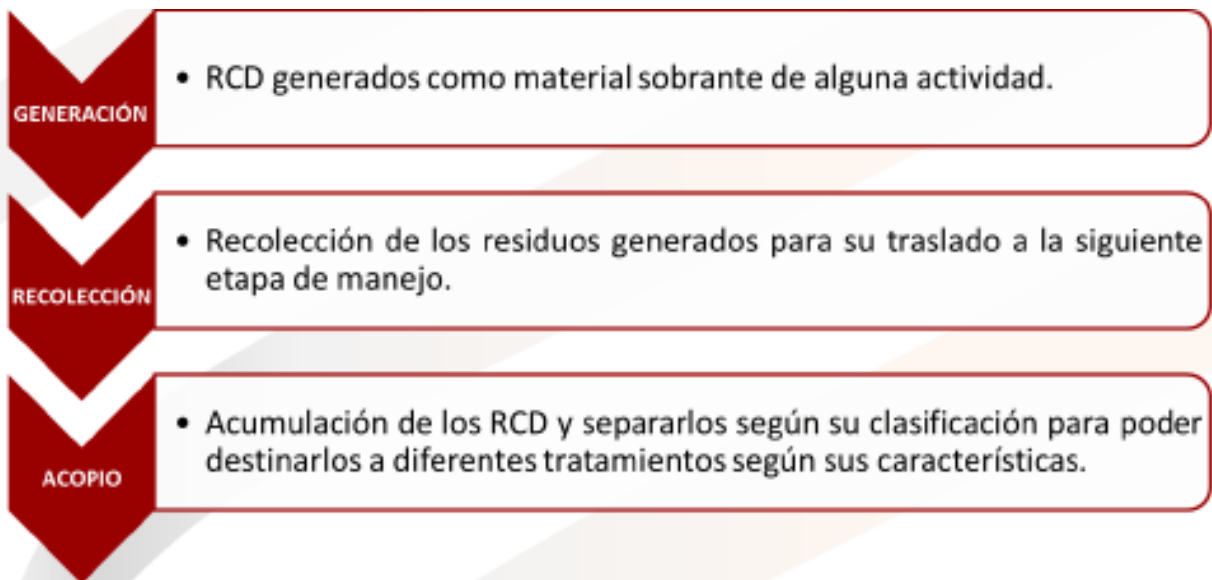 GENERACIÓN
• RCD generados como material sobrante de alguna actividad.
RECOLECCIÓN
• Recolección de los residuos generados para su traslado a la siguiente
etapa de manejo.
ACOPIO
• Acumulación de los RCD y separarlos según su clasificación para poder
destinarlos a diferentes tratamientos según sus características.